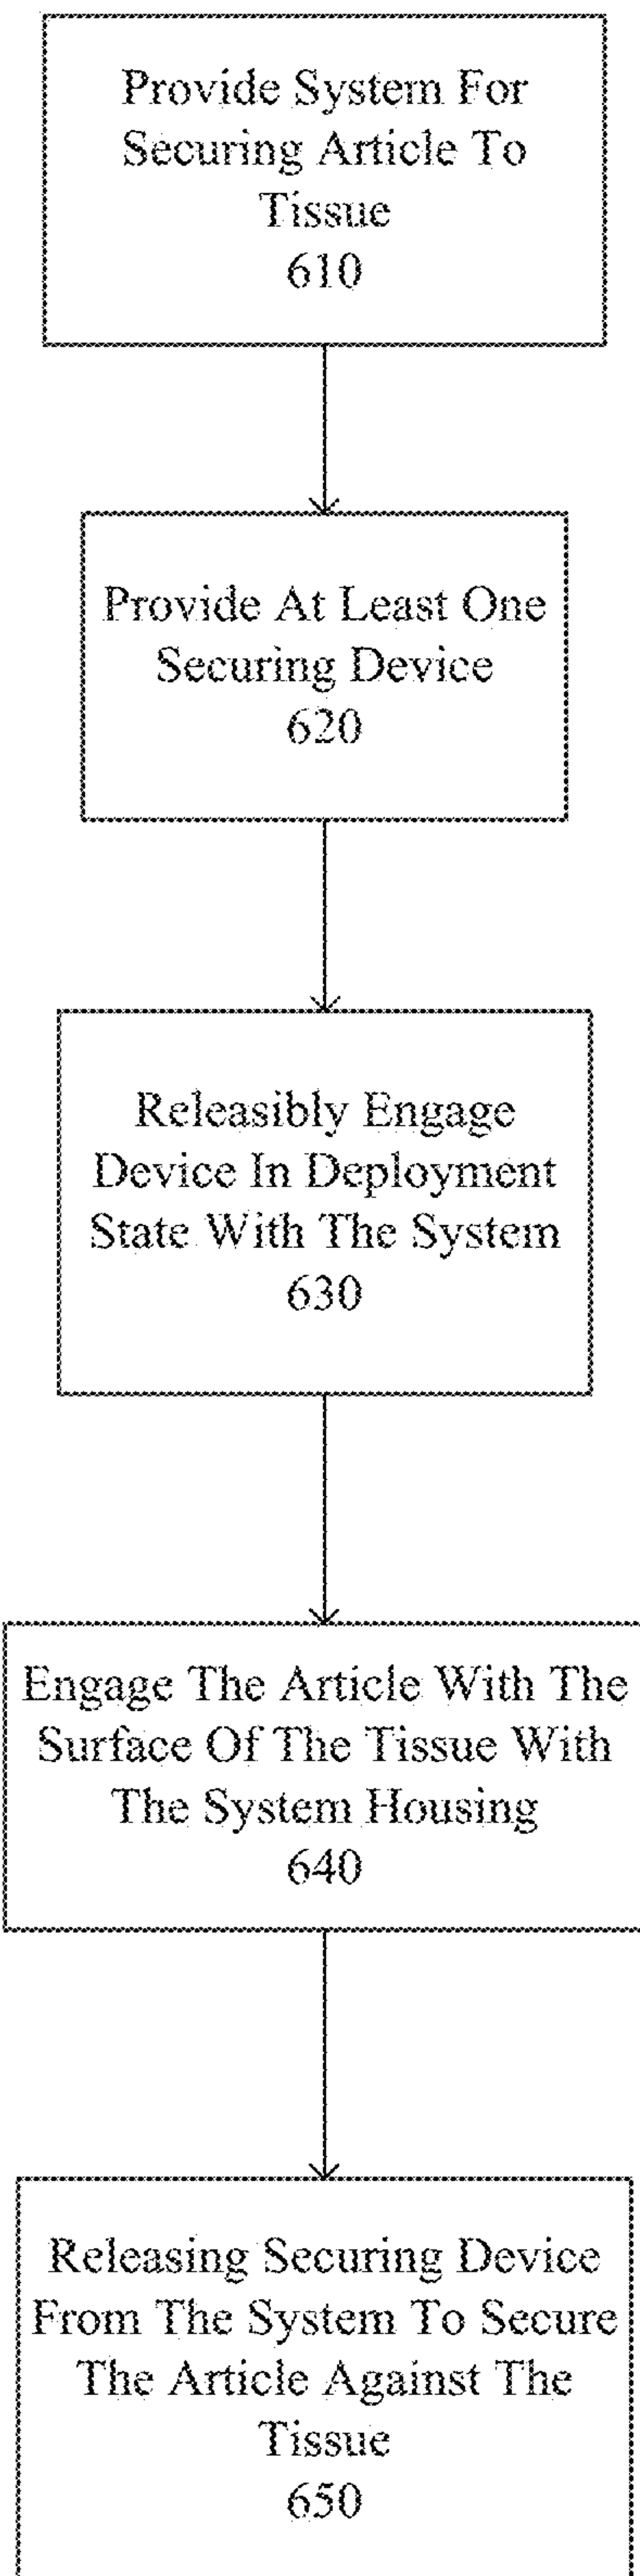 Provide System For
Securing Article To
Tissue
610
Provide At Least One
Securing Device
620
Releasibly Engage
Device In Deployment
State With The System
630
Engage The Article With The
Surface Of The Tissue With
The System Housing
640
Releasing Securing Device
From The System To Secure
The Article Against The
Tissue
650